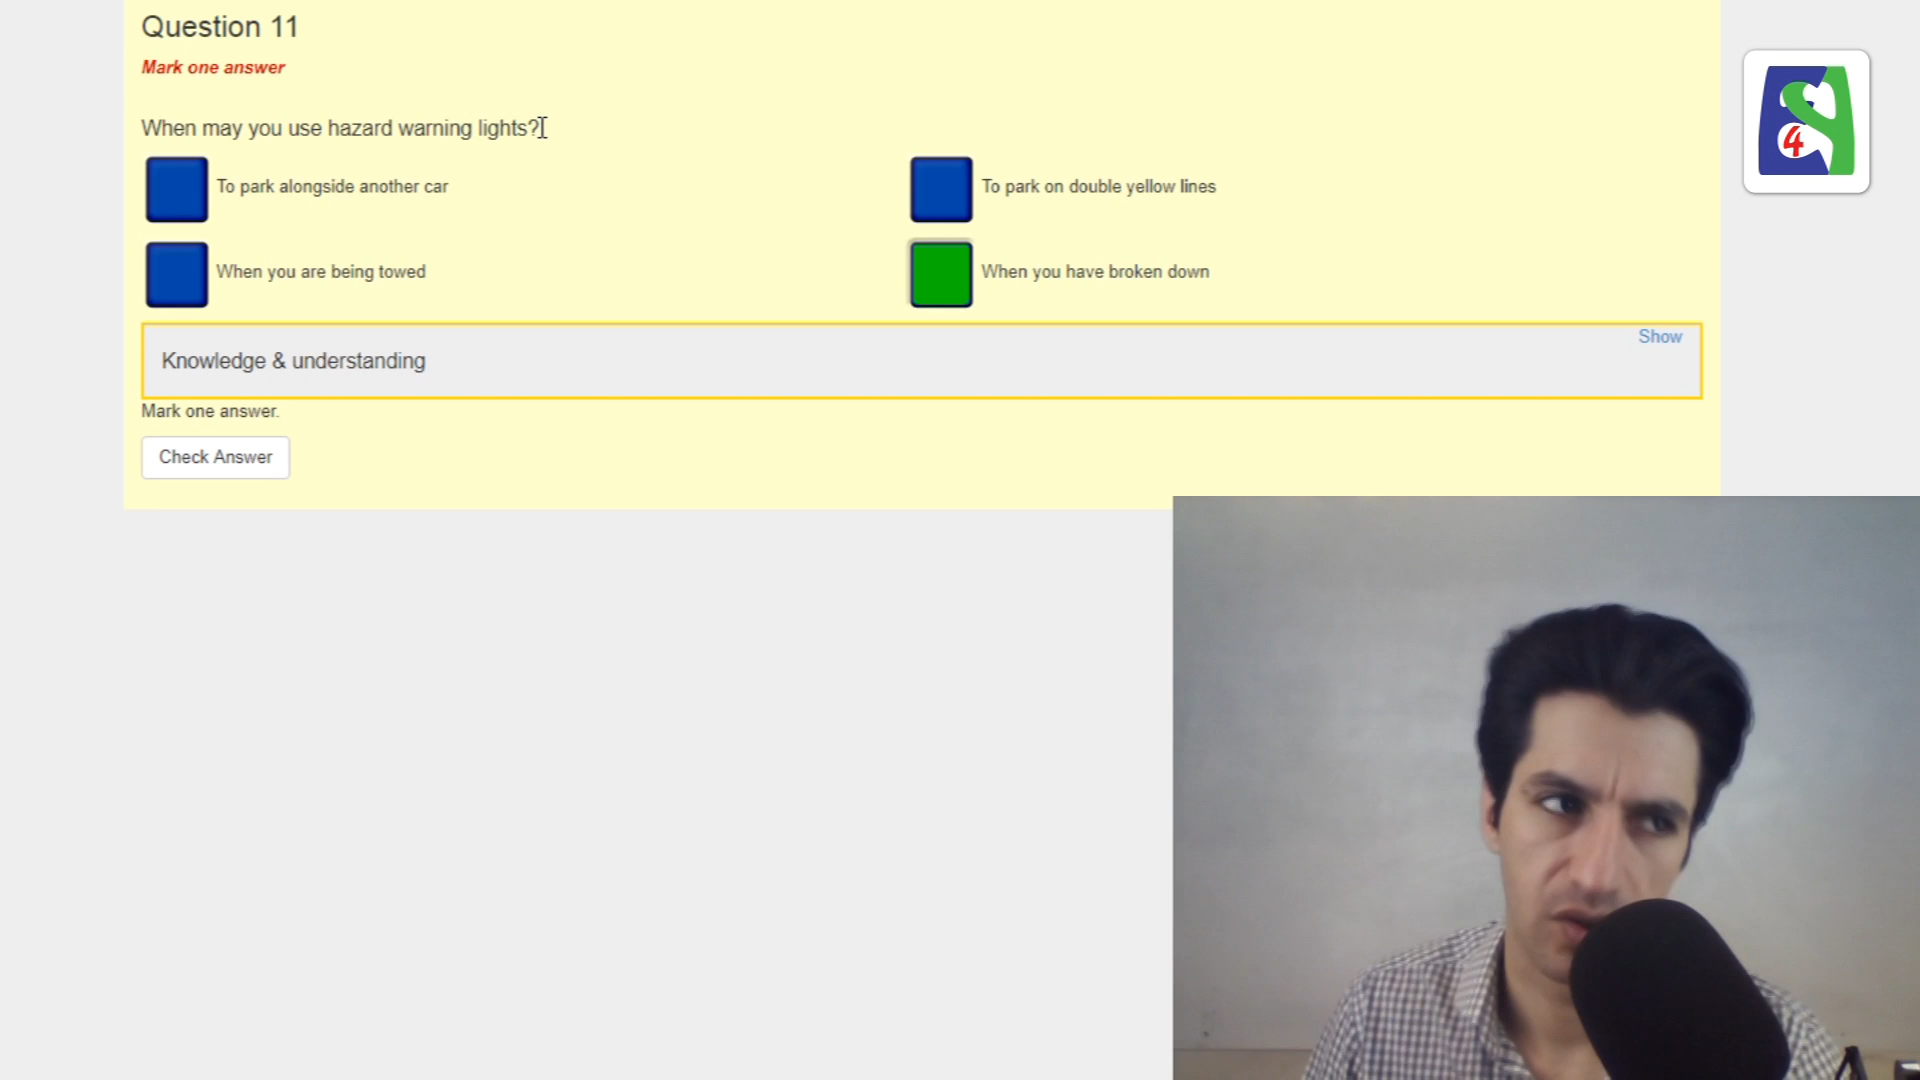 Question 11
Mark one answer
When may you use hazard warning lights?
To park alongside another car
To park on double yellow lines
When you are being towed
When you have broken down
Show
Knowledge & understanding
Mark one answer.
Check Answer
4